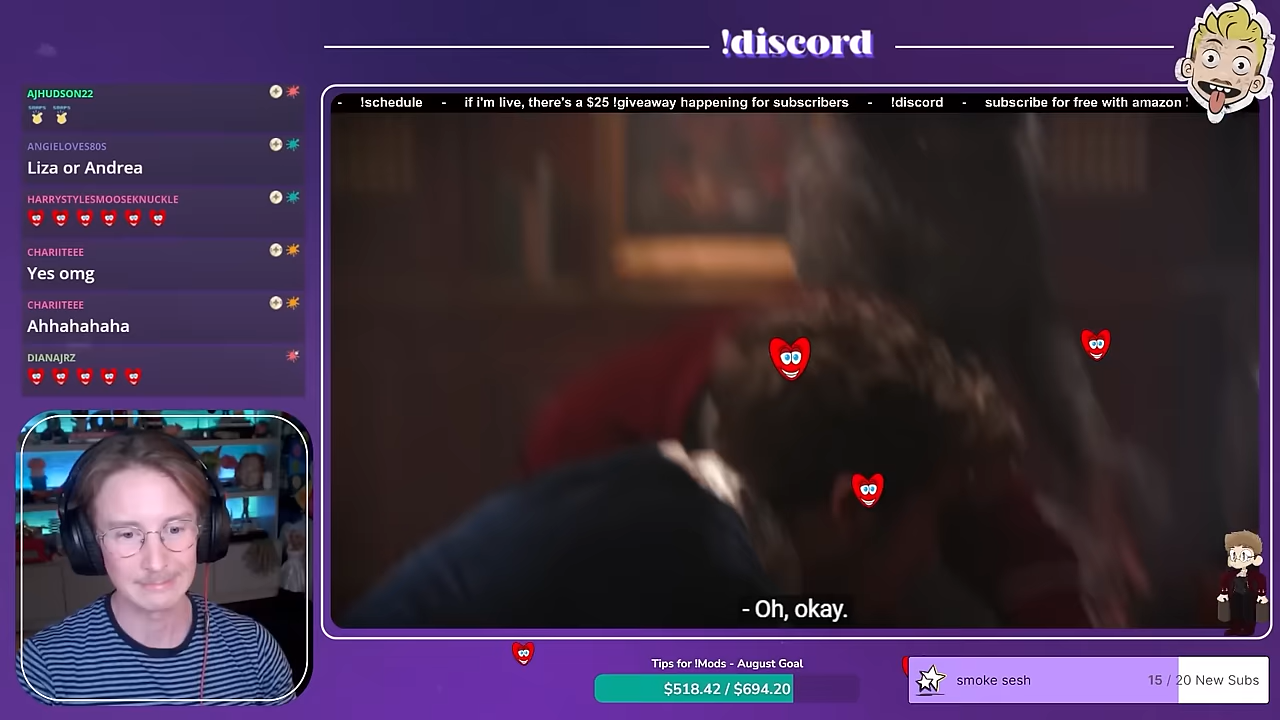 !discord
AJHUDSON22
ANGIELOVES80S
Liza or Andrea
HARRYSTYLESMOOSEKNUCKLE
CHARIITEEE
Yes omg
CHARIITEEE
Ahhahahaha
DIANAJRZ
- !schedule - if i'm live, there's a $25 !giveaway happening for subscribers - !discord - subscribe for free with amazon
- Oh, okay.
Tips for !Mods - August Goal
$518.42 / $694.20
smoke sesh 15 / 20 New Subs